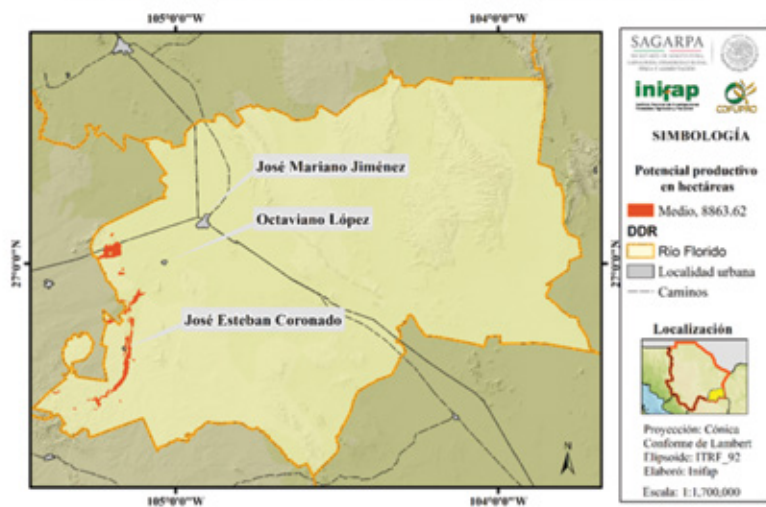 105°0'0"W
104°0'0"W
27°0'0"N
José Mariano Jiménez
Octaviano López
José Esteban Coronado
27°0'0"N
105°0'0"W
104°0'0"W
N
SAGARPA
inifap
COFUPRO
SIMBOLOGÍA
Potencial productivo
en hectáreas
Medio, 8863.62
DDR
Río Florido
Localidad urbana
Caminos
Localización
Proyección: Cónica
Conforme de Lambert
Elipsoide: ITRF_92
Elaboró: Inifap
Escala: 1:1,700,000